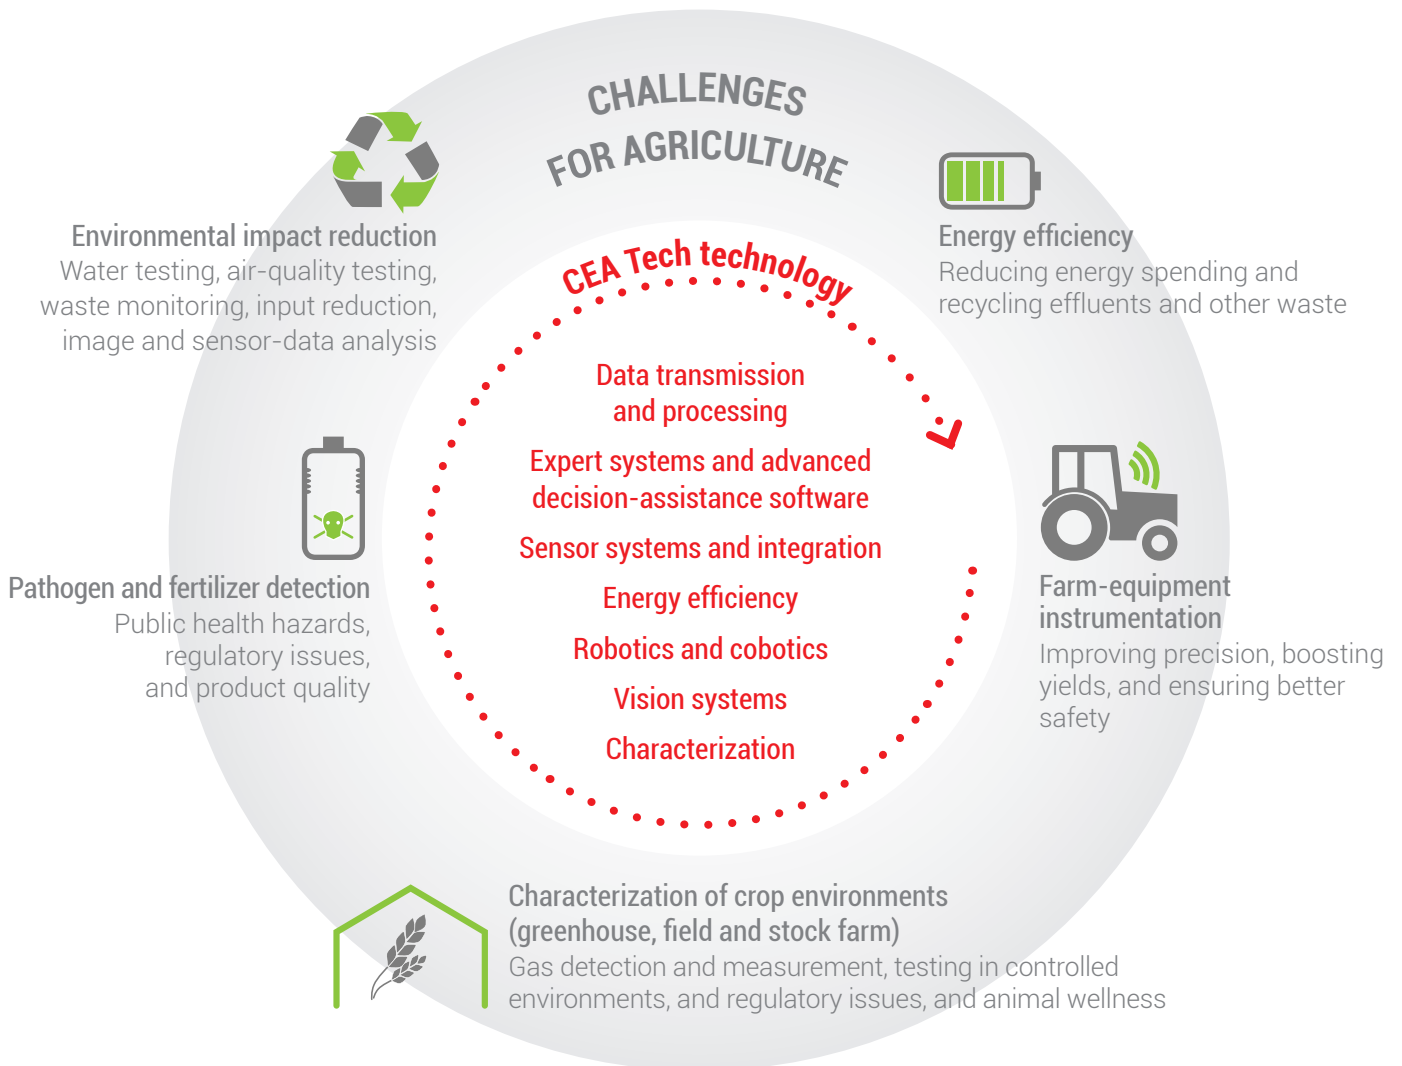 CHALLENGES
FOR AGRICULTURE
Environmental impact reduction
Water testing, air-quality testing,
waste monitoring, input reduction,
image and sensor-data analysis
Energy efficiency
Reducing energy spending and
recycling effluents and other waste
CEA Tech technology
Data transmission
and processing
Expert systems and advanced
decision-assistance software
Sensor systems and integration
Energy efficiency
Robotics and cobotics
Vision systems
Characterization
Pathogen and fertilizer detection
Public health hazards,
regulatory issues,
and product quality
Farm-equipment
instrumentation
Improving precision, boosting
yields, and ensuring better
safety
Characterization of crop environments
(greenhouse, field and stock farm)
Gas detection and measurement, testing in controlled
environments, and regulatory issues, and animal wellness